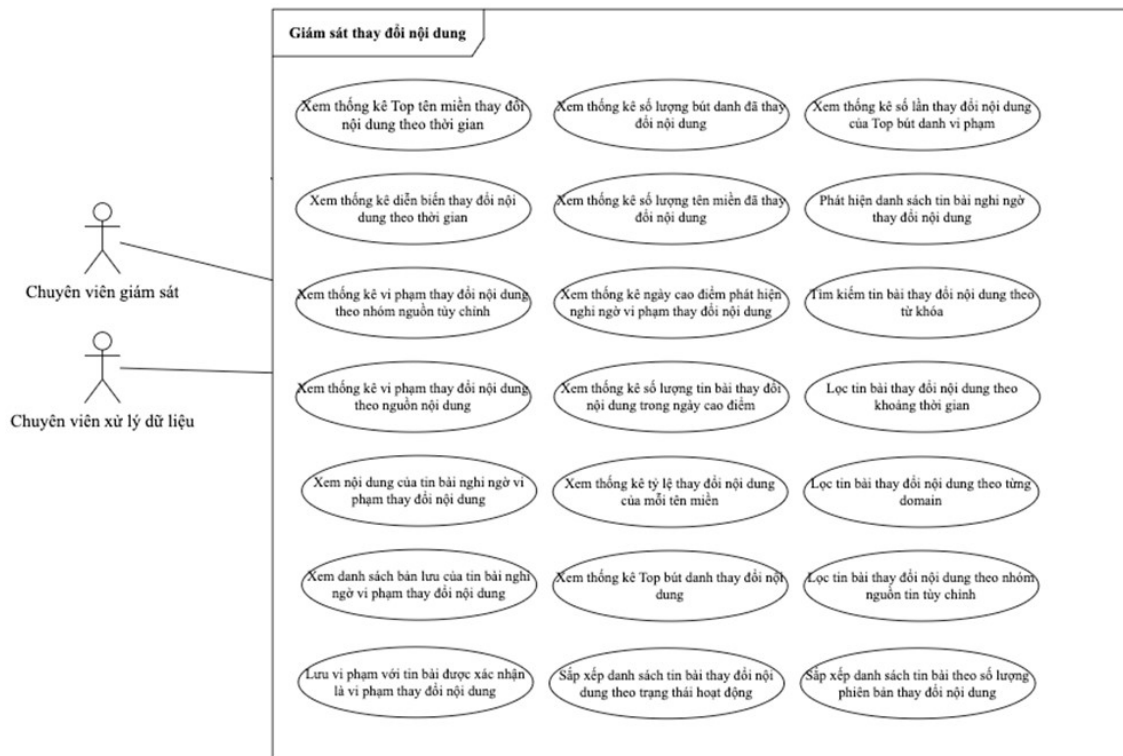 Giám sát thay đổi nội dung
Xem thống kê Top tên miền thay đổi
nội dung theo thời gian
Xem thống kê số lượng bút danh đã thay
đổi nội dung
Xem thống kê số lần thay đổi nội dung
của Top bút danh vi phạm
Xem thống kê diễn biến thay đổi nội
dung theo thời gian
Xem thống kê số lượng tên miền đã thay
đổi nội dung
Phát hiện danh sách tin bài nghi ngờ
thay đổi nội dung
Chuyên viên giám sát
Xem thống kê vi phạm thay đổi nội dung
theo nhóm nguồn tùy chỉnh
Xem thống kê ngày cao điểm phát hiện
nghi ngờ vi phạm thay đổi nội dung
Tìm kiếm tin bài thay đổi nội dung theo
từ khóa
Chuyên viên xử lý dữ liệu
Xem thống kê vi phạm thay đổi nội dung
theo nguồn nội dung
Xem thống kê số lượng tin bài thay đổi
nội dung trong ngày cao điểm
Lọc tin bài thay đổi nội dung theo
khoảng thời gian
Xem nội dung của tin bài nghi ngờ vi
phạm thay đổi nội dung
Xem thống kê tỷ lệ thay đổi nội dung
của mỗi tên miền
Lọc tin bài thay đổi nội dung theo từng
domain
Xem danh sách bản lưu của tin bài nghi
ngờ vi phạm thay đổi nội dung
Xem thống kê Top bút danh thay đổi nội
dung
Lọc tin bài thay đổi nội dung theo nhóm
nguồn tin tùy chỉnh
Lưu vi phạm với tin bài được xác nhận
là vi phạm thay đổi nội dung
Sắp xếp danh sách tin bài thay đổi nội
dung theo trạng thái hoạt động
Sắp xếp danh sách tin bài theo số lượng
phiên bản thay đổi nội dung